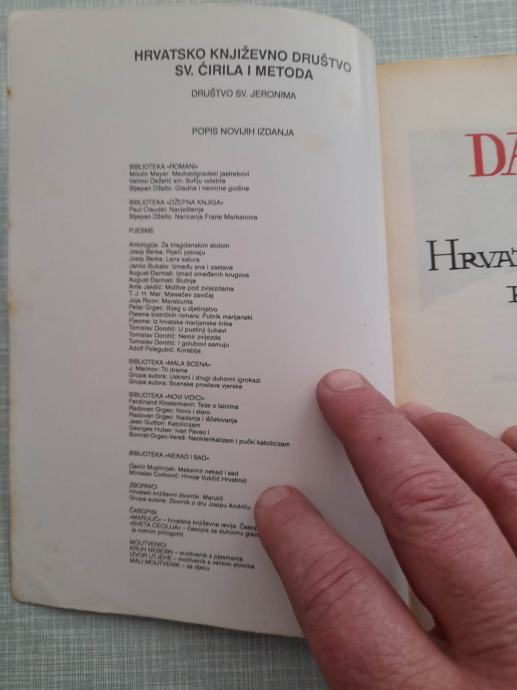 HRVATSKO KNJIŽEVNO DRUŠTVO
SV. ĆIRILA I METODA
DRUŠTVO SV. JERONIMA
POPIS NOVIJIH IZDANJA
BIBLIOTEKA »ROMANI«
Milutin Mayer: Medvedgradski jastrebovi
Velimir Deželić sin: Sofiju odabira
Stjepan Džalto: Gladne i nemirne godine
BIBLIOTEKA »DŽEPNA KNJIGA«
Paul Claudel: Navještenje
Stjepan Džalto: Naricanja Frane Markanova
PJESME
Antologija: Za blagdanskim stolom
Josip Berka: Riječi pjevaju
Josip Berka: Lanx satura
Janko Bubalo: Između sna i zastava
August Đarmati: Iznad omeđenih krugova
August Đarmati: Slutnje
Ante Jakšić: Molitve pod zvijezdama
T. J. H. Mar: Mjesečev zavičaj
Joja Ricov: Marabunta
Petar Grgec: Bijeg u djetinjstvo
Pjesme bistričkih romara: Putnik marijanski
Pjesme: Iz hrvatske marijanske lirike
Tomislav Dorotić: U pustinji ljubavi
Tomislav Dorotić: Nemir zvijezda
Tomislav Dorotić: I golubovi samuju
Adolf Polegubić: Korablja
BIBLIOTEKA »MALA SCENA«
J. Marinov: Tri drame
Grupa autora: Uskrsni i drugi duhovni igrokazi
Grupa autora: Scenske proslave vjerske
BIBLIOTEKA »NOVI VIDICI«
Ferdinand Klostermann: Teze o laicima
Radovan Grgec: Novo i staro
Radovan Grgec: Nadanja i iščekivanja
Jean Guitton: Katolicizam
Georges Huber: Ivan Pavao I
Bonnet-Grgec-Vereš: Neoklerikalizam i pučki katolicizam
BIBLIOTEKA »NEKAD I SAD«
Damir Mudrinjak: Maksimir nekad i sad
Miroslav Ćorković: Hrvoje Vukčić Hrvatinić
ZBORNICI
Hrvatski književni zbornik: Marulić
Grupa autora: Zbornik o dru Josipu Andriću
ČASOPISI
»MARULIĆ« – hrvatska književna revija. Časop
»SVETA CECILIJA« – časopis za duhovnu glaz
(s notnim prilogom)
MOLITVENICI
KRUH NEBESKI – molitvenik s pjesmama
IZVOR UTJEHE – molitvenik s velikim slovima
MALI MOLITVENIK – za djecu
DA
HRVA